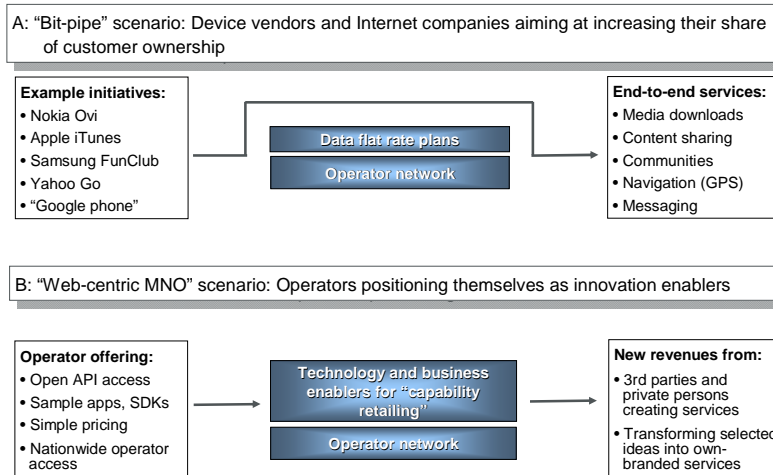 A: “Bit-pipe” scenario: Device vendors and Internet companies aiming at increasing their share
of customer ownership
Example initiatives:
• Nokia Ovi
• Apple iTunes
• Samsung FunClub
• Yahoo Go
• “Google phone”
Data flat rate plans
Operator network
End-to-end services:
• Media downloads
• Content sharing
• Communities
• Navigation (GPS)
• Messaging
B: “Web-centric MNO” scenario: Operators positioning themselves as innovation enablers
Operator offering:
• Open API access
• Sample apps, SDKs
• Simple pricing
• Nationwide operator
access
Technology and business
enablers for “capability
retailing”
Operator network
New revenues from:
• 3rd parties and
private persons
creating services
• Transforming selected
ideas into own-
branded services